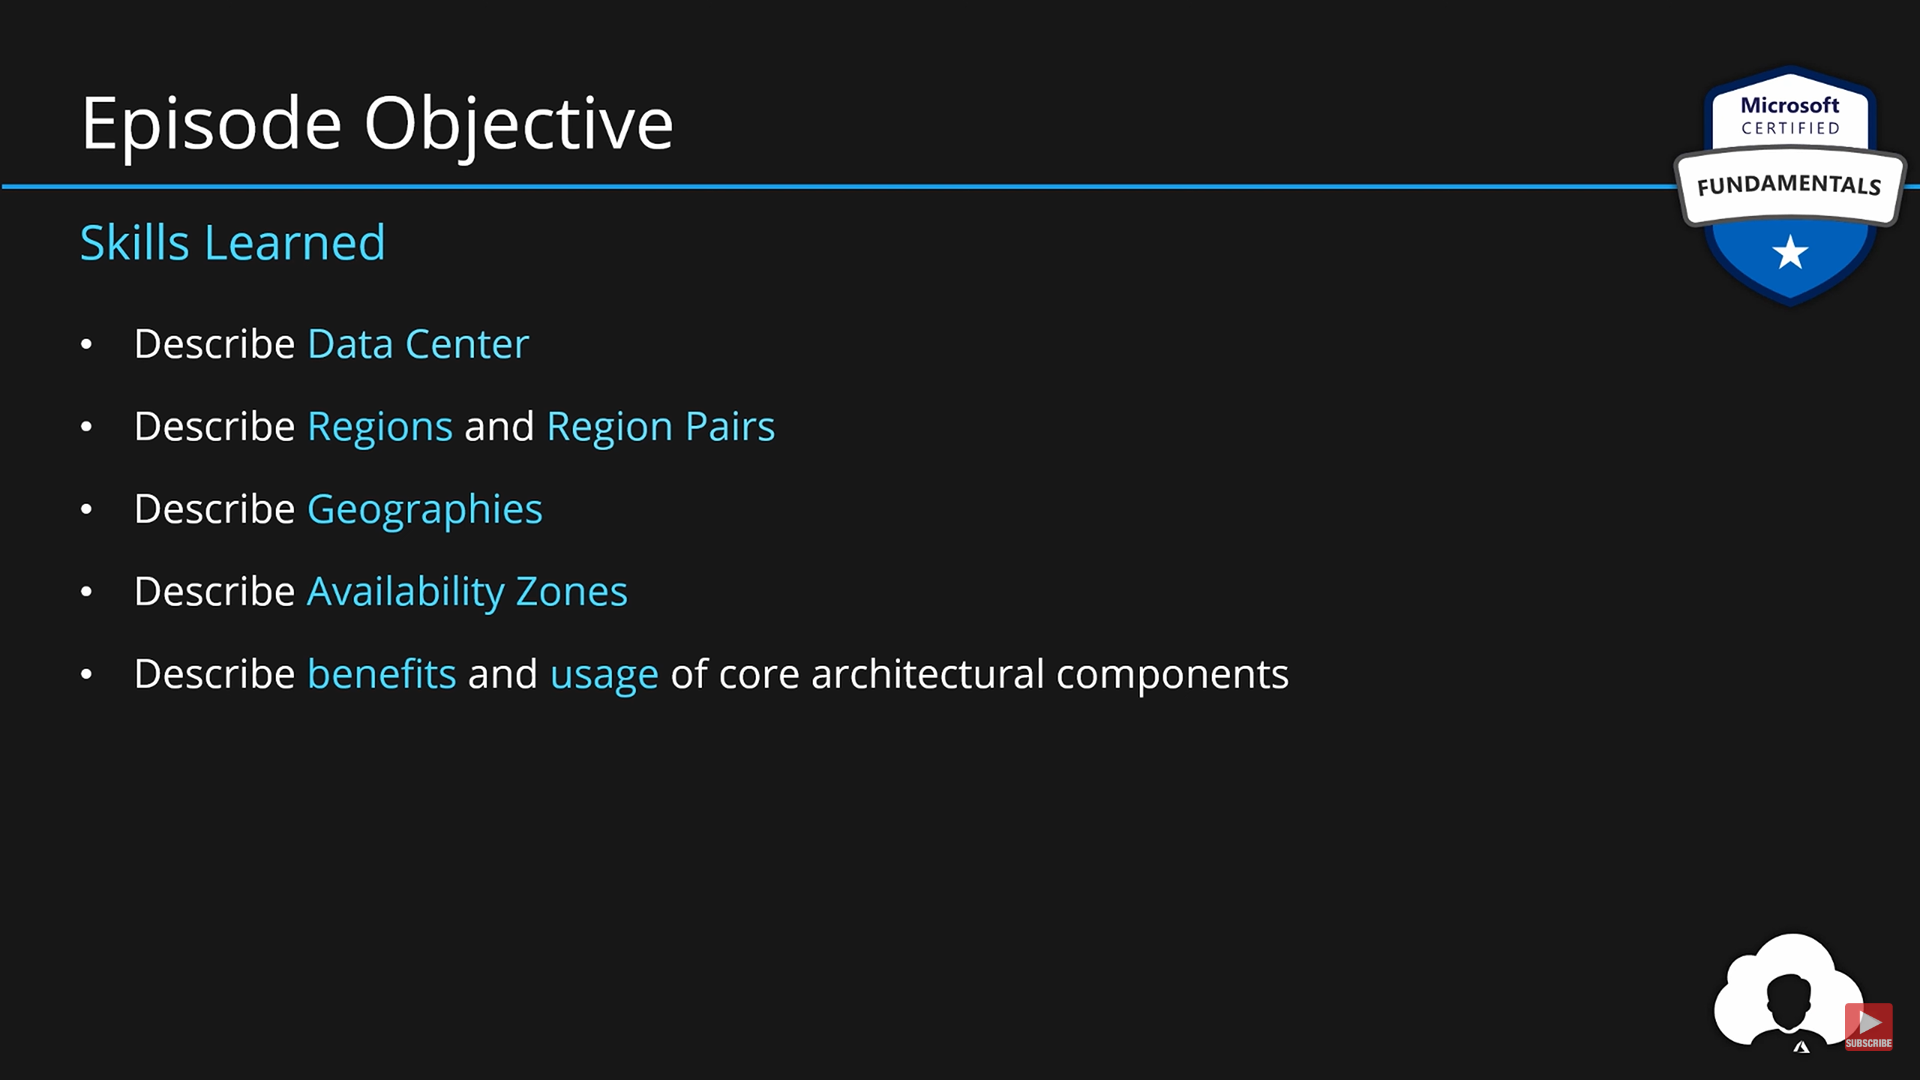 Episode Objective
Microsoft
CERTIFIED
FUNDAMENTALS
Skills Learned
• Describe Data Center
• Describe Regions and Region Pairs
• Describe Geographies
• Describe Availability Zones
• Describe benefits and usage of core architectural components
SUBSCRIBE